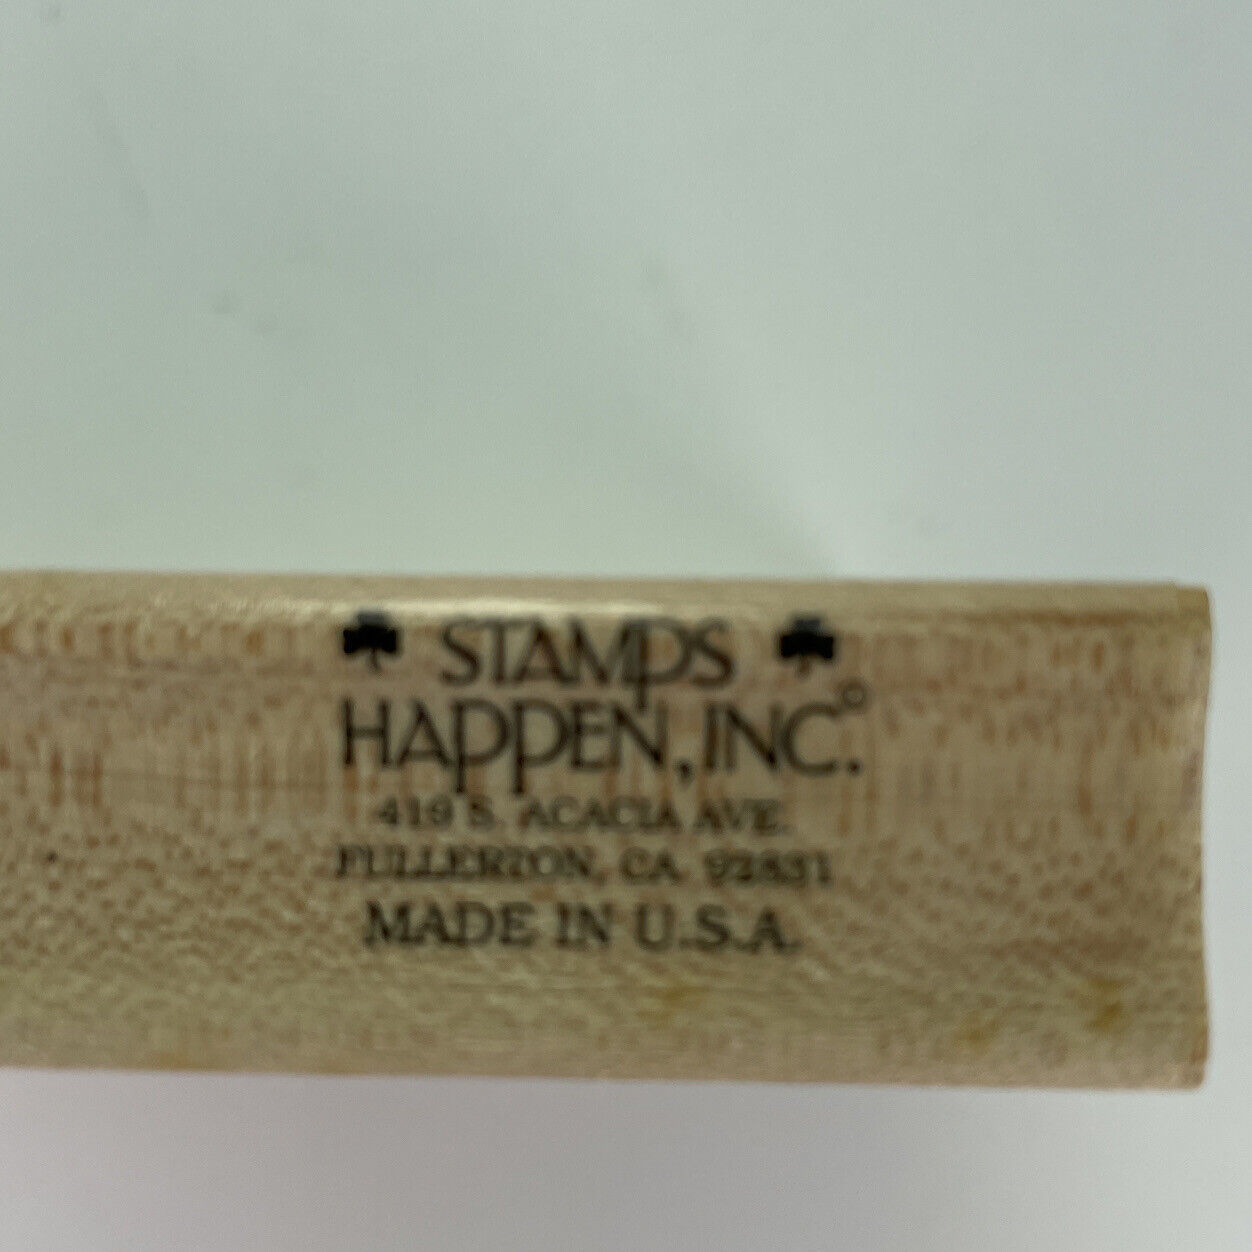 STAMPS
HAPPEN, INC.°
419 S. ACACIA AVE.
FULLERTON, CA 92831
MADE IN U.S.A.